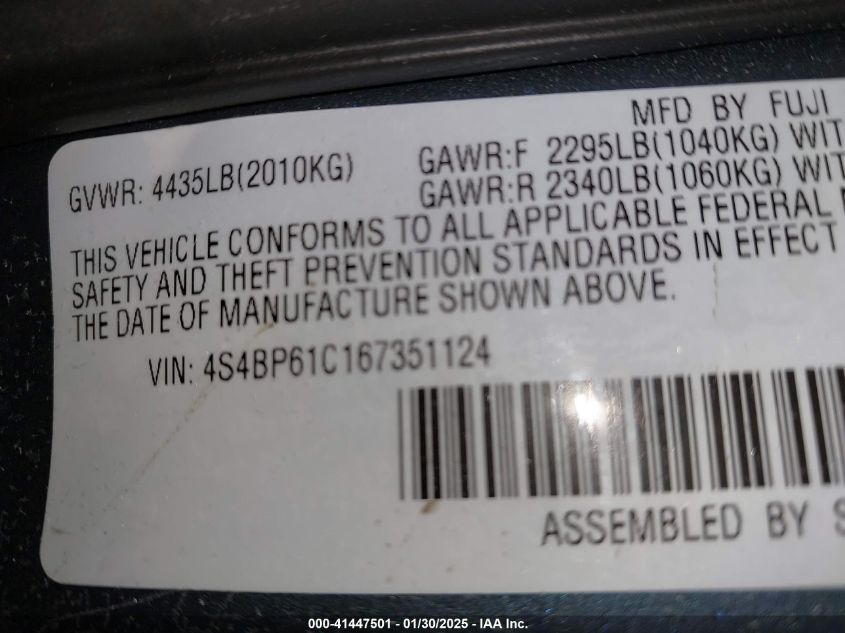 MFD BY FUJI
GVWR: 4435LB(2010KG) GAWR:F 2295LB(1040KG) WIT
GAWR:R 2340LB(1060KG) WIT
THIS VEHICLE CONFORMS TO ALL APPLICABLE FEDERAL
SAFETY AND THEFT PREVENTION STANDARDS IN EFFECT
THE DATE OF MANUFACTURE SHOWN ABOVE.
VIN: 4S4BP61C167351124
ASSEMBLED BY S
000-41447501 - 01/30/2025 - IAA Inc.